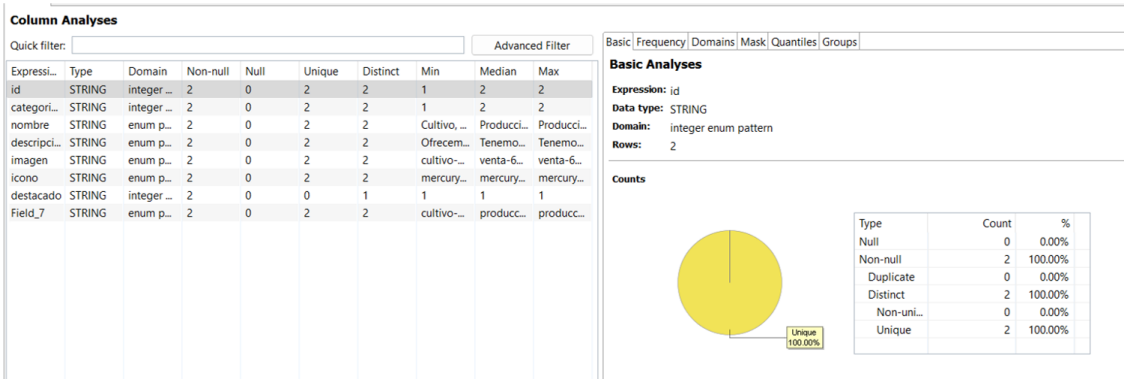 Column Analyses
Quick filter:
Advanced Filter
Expressi... Type Domain Non-null Null Unique Distinct Min Median Max
id STRING integer ... 2 0 2 2 1 2 2
categori... STRING integer ... 2 0 2 2 1 2 2
nombre STRING enum p... 2 0 2 2 Cultivo, ... Producci... Producci...
descripci... STRING enum p... 2 0 2 2 Ofrecem... Tenemo... Tenemo...
imagen STRING enum p... 2 0 2 2 cultivo-... venta-6... venta-6...
icono STRING enum p... 2 0 2 2 mercury... mercury... mercury...
destacado STRING integer ... 2 0 0 1 1 1 1
Field_7 STRING enum p... 2 0 2 2 cultivo-... producc... producc...
Basic Frequency Domains Mask Quantiles Groups
Basic Analyses
Expression: id
Data type: STRING
Domain: integer enum pattern
Rows: 2
Counts
Unique
100.00%
Type Count %
Null 0 0.00%
Non-null 2 100.00%
Duplicate 0 0.00%
Distinct 2 100.00%
Non-uni... 0 0.00%
Unique 2 100.00%